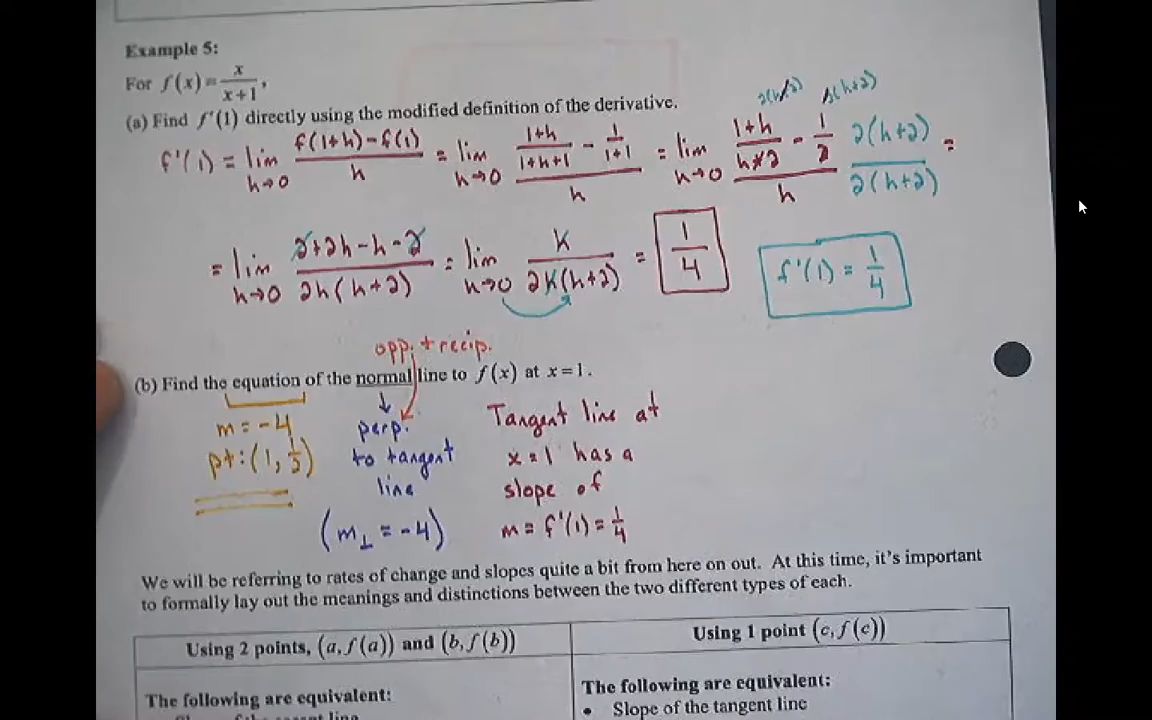 Example 5:
For f(x) = x/(x+1),
2(h+2) 2(h+2)
(a) Find f'(1) directly using the modified definition of the derivative.
f'(1) = lim h→0 (f(1+h) - f(1))/h = lim h→0 ((1+h)/(1+h+1) - 1/(1+1))/h = lim h→0 ((1+h)/(h+2) - 1/2)/h 2(h+2)/2(h+2) =
= lim h→0 (2+2h-h-2)/(2h(h+2)) = lim h→0 h/(2h(h+2)) = 1/4 f'(1) = 1/4
opp. + recip.
(b) Find the equation of the normal line to f(x) at x=1.
m = -4
pt: (1, 1/2)
perp.
to tangent
line
(m⊥ = -4)
Tangent line at
x = 1 has a
slope of
m = f'(1) = 1/4
We will be referring to rates of change and slopes quite a bit from here on out. At this time, it's important
to formally lay out the meanings and distinctions between the two different types of each.
Using 2 points, (a, f(a)) and (b, f(b))
Using 1 point (c, f(c))
The following are equivalent:
The following are equivalent:
• Slope of the tangent line